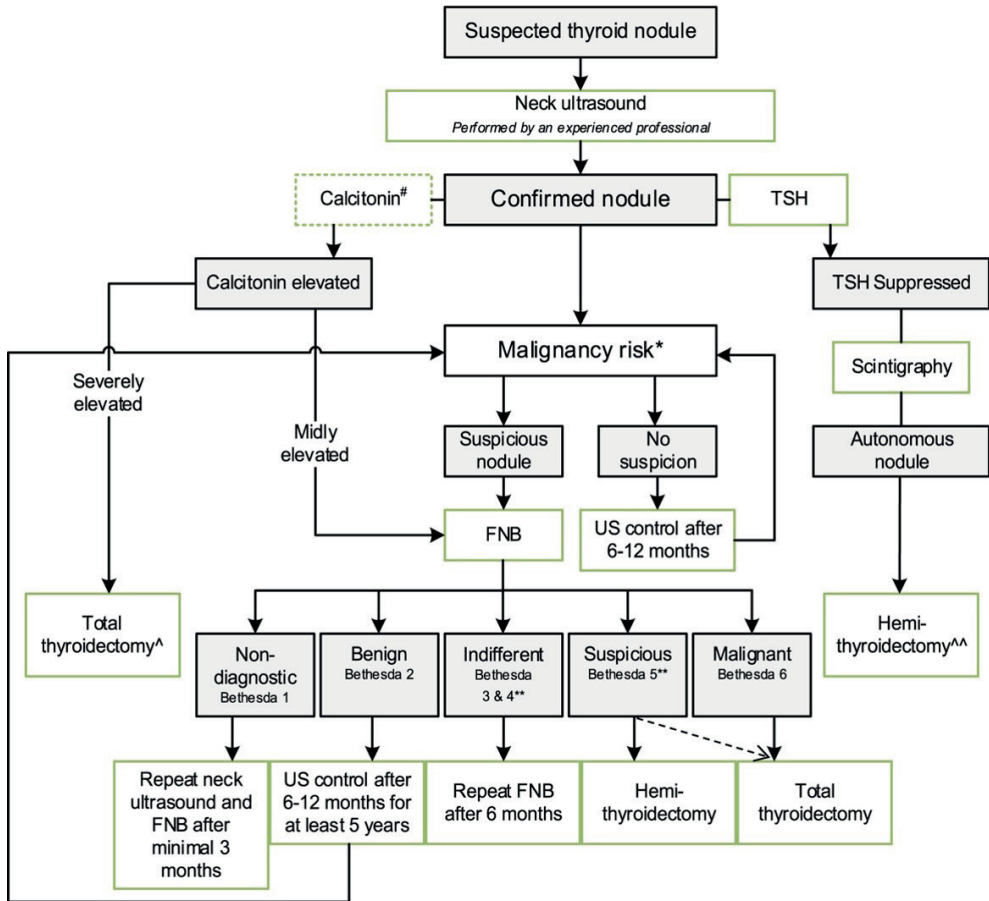 Suspected thyroid nodule
Neck ultrasound
Performed by an experienced professional
Calcitonin#
Confirmed nodule
TSH
Calcitonin elevated
TSH Suppressed
Malignancy risk*
Scintigraphy
Severely
elevated
Midly
elevated
Suspicious
nodule
No
suspicion
Autonomous
nodule
FNB
US control after
6-12 months
Total
thyroidectomy^
Hemi-
thyroidectomy^^
Non-
diagnostic
Bethesda 1
Benign
Bethesda 2
Indifferent
Bethesda
3 & 4**
Suspicious
Bethesda 5**
Malignant
Bethesda 6
Repeat neck
ultrasound and
FNB after
minimal 3
months
US control after
6-12 months for
at least 5 years
Repeat FNB
after 6 months
Hemi-
thyroidectomy
Total
thyroidectomy